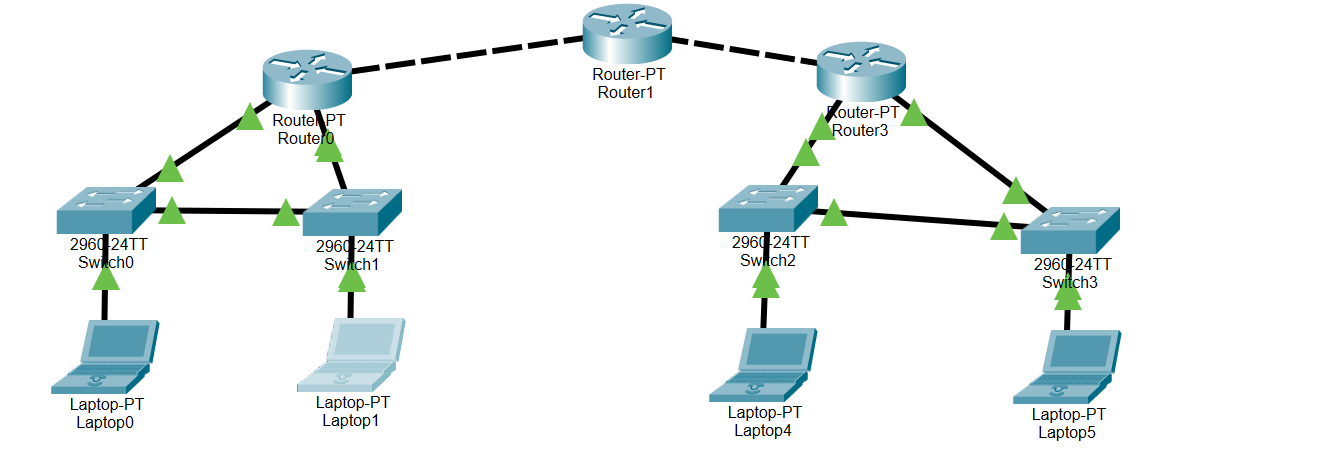 Router-PT
Router1
Router-PT
Router0
Router-PT
Router3
2960-24TT
Switch0
2960-24TT
Switch1
2960-24TT
Switch2
2960-24TT
Switch3
Laptop-PT
Laptop0
Laptop-PT
Laptop1
Laptop-PT
Laptop4
Laptop-PT
Laptop5